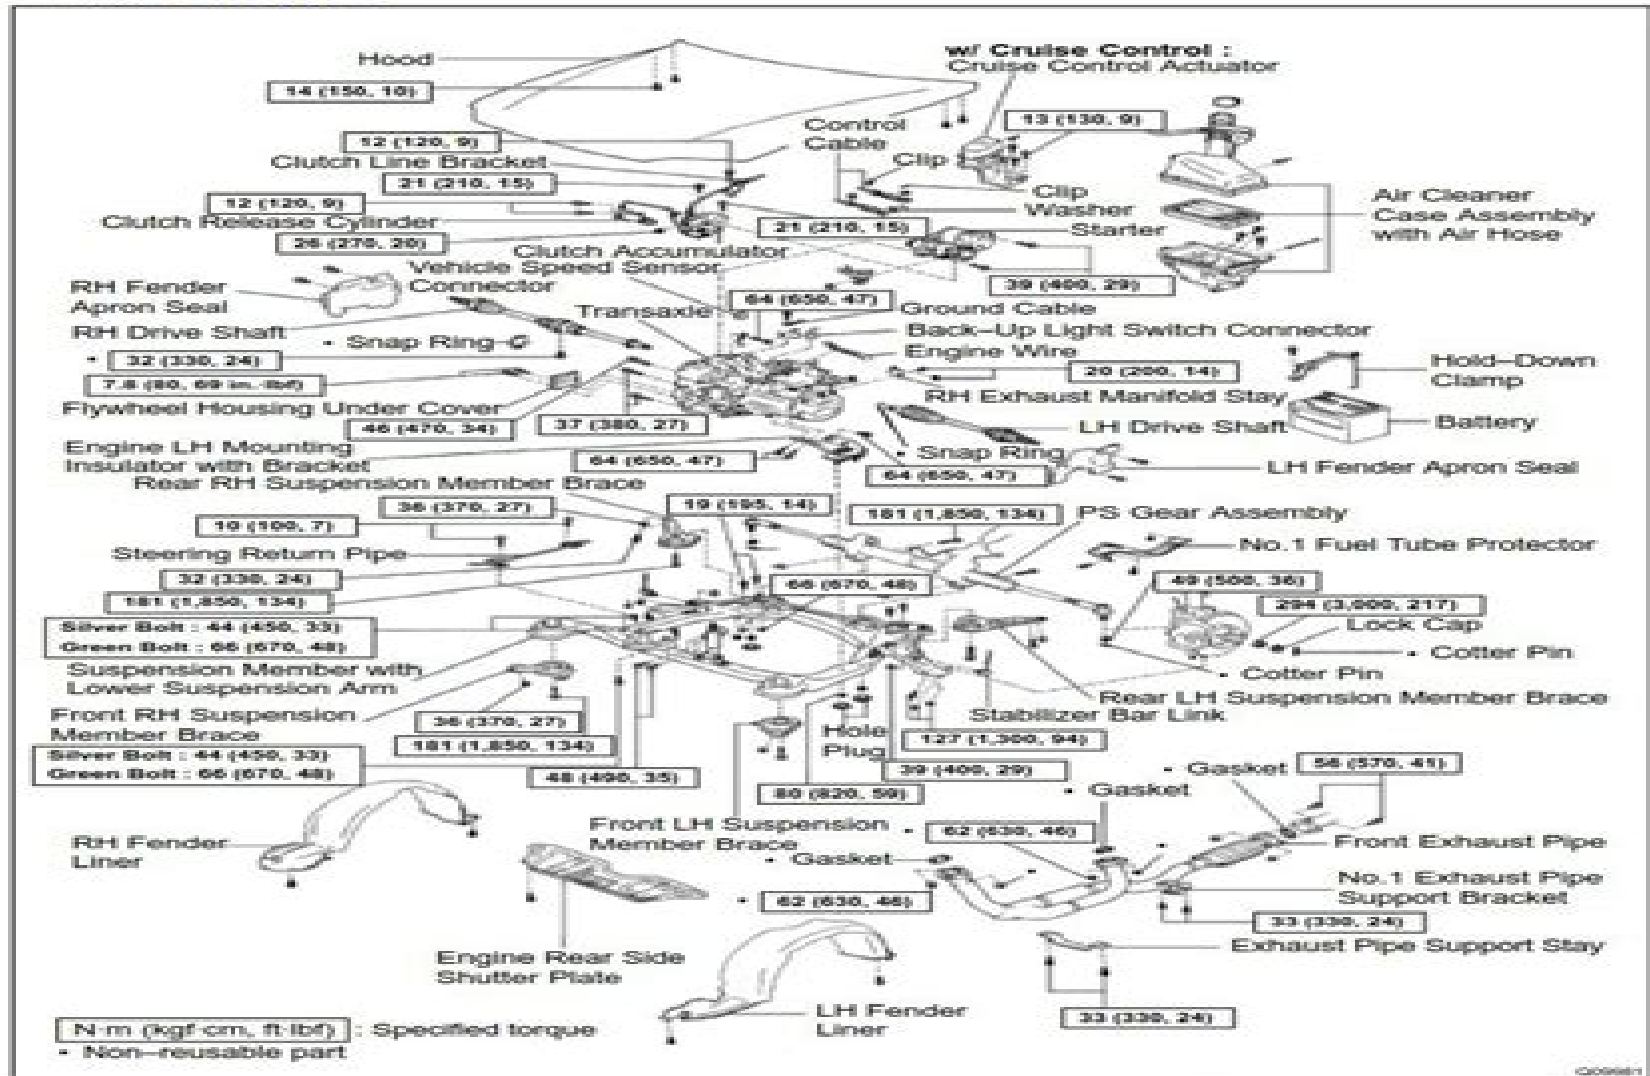 Hood
w/ Cruise Control :
Cruise Control Actuator
14 (150, 10)
13 (130, 9)
Control
Cable
12 (120, 9)
Clutch Line Bracket
Clip
21 (210, 15)
Clip
Air Cleaner
Case Assembly
with Air Hose
12 (120, 9)
Washer
Clutch Release Cylinder
21 (210, 15)
Starter
26 (270, 20)
Clutch Accumulator
Vehicle Speed Sensor
Connector
39 (400, 29)
RH Fender
Apron Seal
64 (650, 47)
Ground Cable
Transaxle
RH Drive Shaft
Back-Up Light Switch Connector
• Snap Ring
Engine Wire
• 32 (330, 24)
Hold-Down
Clamp
20 (200, 14)
7.8 (80, 69 in.·lbf)
RH Exhaust Manifold Stay
Flywheel Housing Under Cover
46 (470, 34)
37 (380, 27)
LH Drive Shaft
Battery
Engine LH Mounting
Insulator with Bracket
• Snap Ring
64 (650, 47)
64 (650, 47)
LH Fender Apron Seal
Rear RH Suspension Member Brace
36 (370, 27)
19 (195, 14)
181 (1,850, 134)
PS Gear Assembly
10 (100, 7)
Steering Return Pipe
No.1 Fuel Tube Protector
32 (330, 24)
66 (670, 48)
49 (500, 36)
181 (1,850, 134)
294 (3,000, 217)
Silver Bolt : 44 (450, 33)
Green Bolt : 66 (670, 48)
Lock Cap
• Cotter Pin
Suspension Member with
Lower Suspension Arm
• Cotter Pin
Rear LH Suspension Member Brace
Front RH Suspension
Member Brace
36 (370, 27)
Stabilizer Bar Link
181 (1,850, 134)
Hole
Plug
127 (1,300, 94)
Silver Bolt : 44 (450, 33)
Green Bolt : 66 (670, 48)
48 (490, 35)
39 (400, 29)
• Gasket
56 (570, 41)
80 (820, 59)
• Gasket
Front LH Suspension
Member Brace
• 62 (630, 46)
RH Fender
Liner
Front Exhaust Pipe
• Gasket
No.1 Exhaust Pipe
Support Bracket
• 62 (630, 46)
33 (330, 24)
Engine Rear Side
Shutter Plate
Exhaust Pipe Support Stay
LH Fender
Liner
33 (330, 24)
N·m (kgf·cm, ft·lbf) : Specified torque
• Non-reusable part